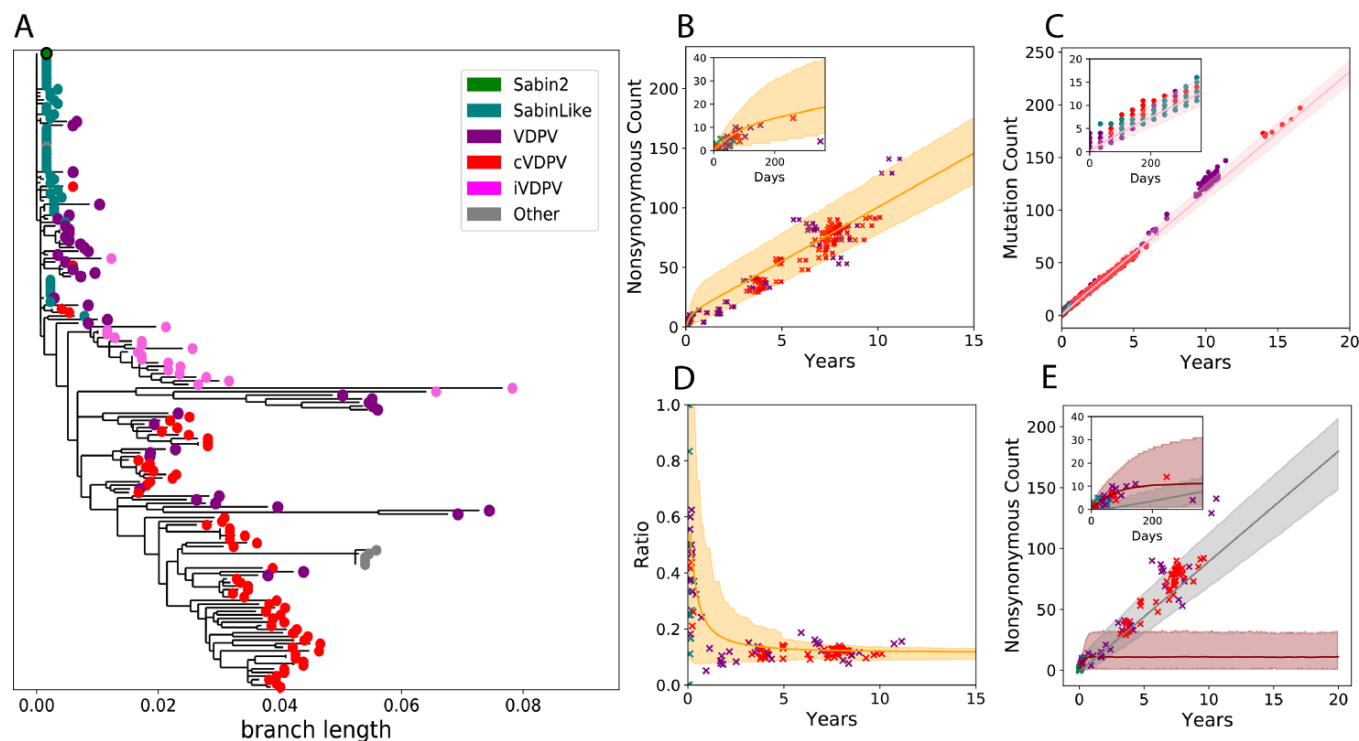 A
Sabin2
SabinLike
VDPV
cVDPV
iVDPV
Other
0.00 0.02 0.04 0.06 0.08
branch length
B
Nonsynonymous Count
200
150
100
50
0
0 5 10 15
Years
40
30
20
10
0
0 200
Days
C
Mutation Count
250
200
150
100
50
0
0 5 10 15 20
Years
20
15
10
5
0
0 200
Days
D
Ratio
1.0
0.8
0.6
0.4
0.2
0.0
0 5 10 15
Years
E
Nonsynonymous Count
200
150
100
50
0
0 5 10 15 20
Years
40
30
20
10
0
0 200
Days